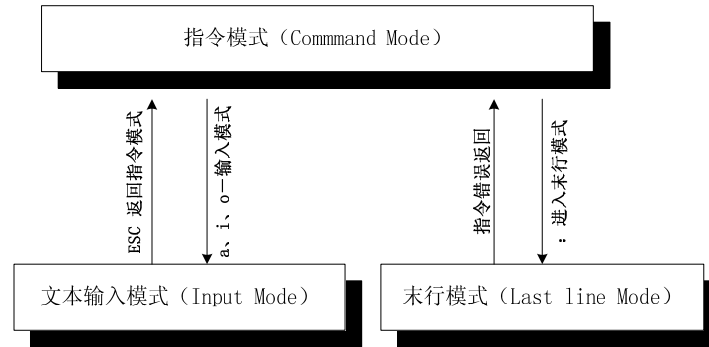 指令模式（Commmand Mode）
ESC 返回指令模式
a、i、o－输入模式
指令错误返回
：进入末行模式
文本输入模式（Input Mode）
末行模式（Last line Mode）